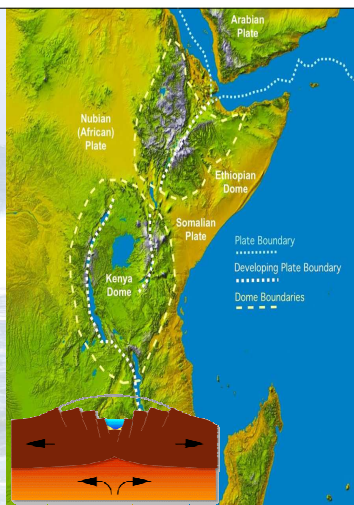 Arabian
Plate
Nubian
(African)
Plate
Ethiopian
Dome
Somalian
Plate
Kenya
Dome
Plate Boundary
Developing Plate Boundary
Dome Boundaries